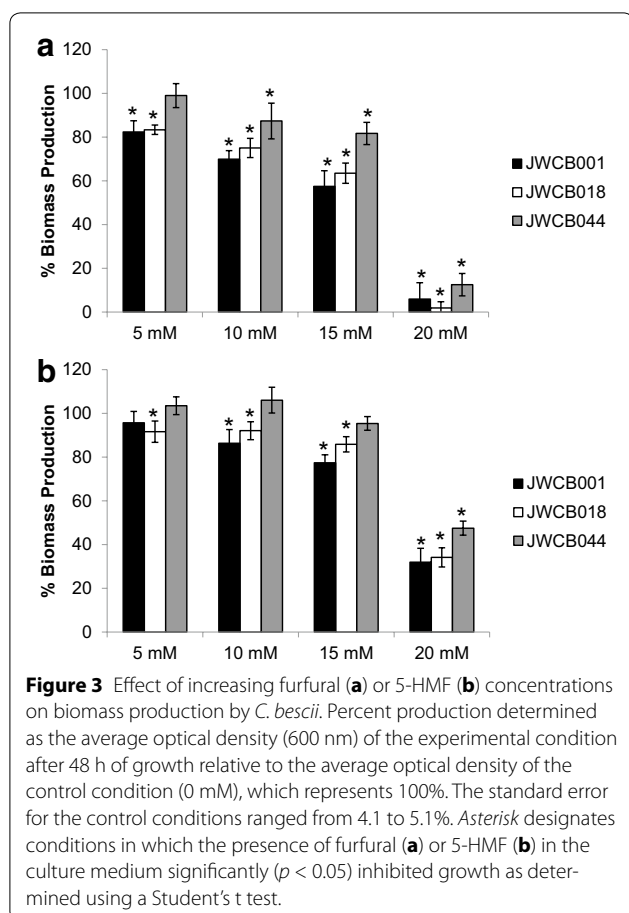 a
120
100
80
60
40
20
0
% Biomass Production
* * * * * * * * * * *
5 mM 10 mM 15 mM 20 mM
JWCB001
JWCB018
JWCB044
b
120
100
80
60
40
20
0
% Biomass Production
* * * * * * * *
5 mM 10 mM 15 mM 20 mM
JWCB001
JWCB018
JWCB044
Figure 3 Effect of increasing furfural (a) or 5-HMF (b) concentrations
on biomass production by C. bescii. Percent production determined
as the average optical density (600 nm) of the experimental condition
after 48 h of growth relative to the average optical density of the
control condition (0 mM), which represents 100%. The standard error
for the control conditions ranged from 4.1 to 5.1%. Asterisk designates
conditions in which the presence of furfural (a) or 5-HMF (b) in the
culture medium significantly (p < 0.05) inhibited growth as deter-
mined using a Student's t test.